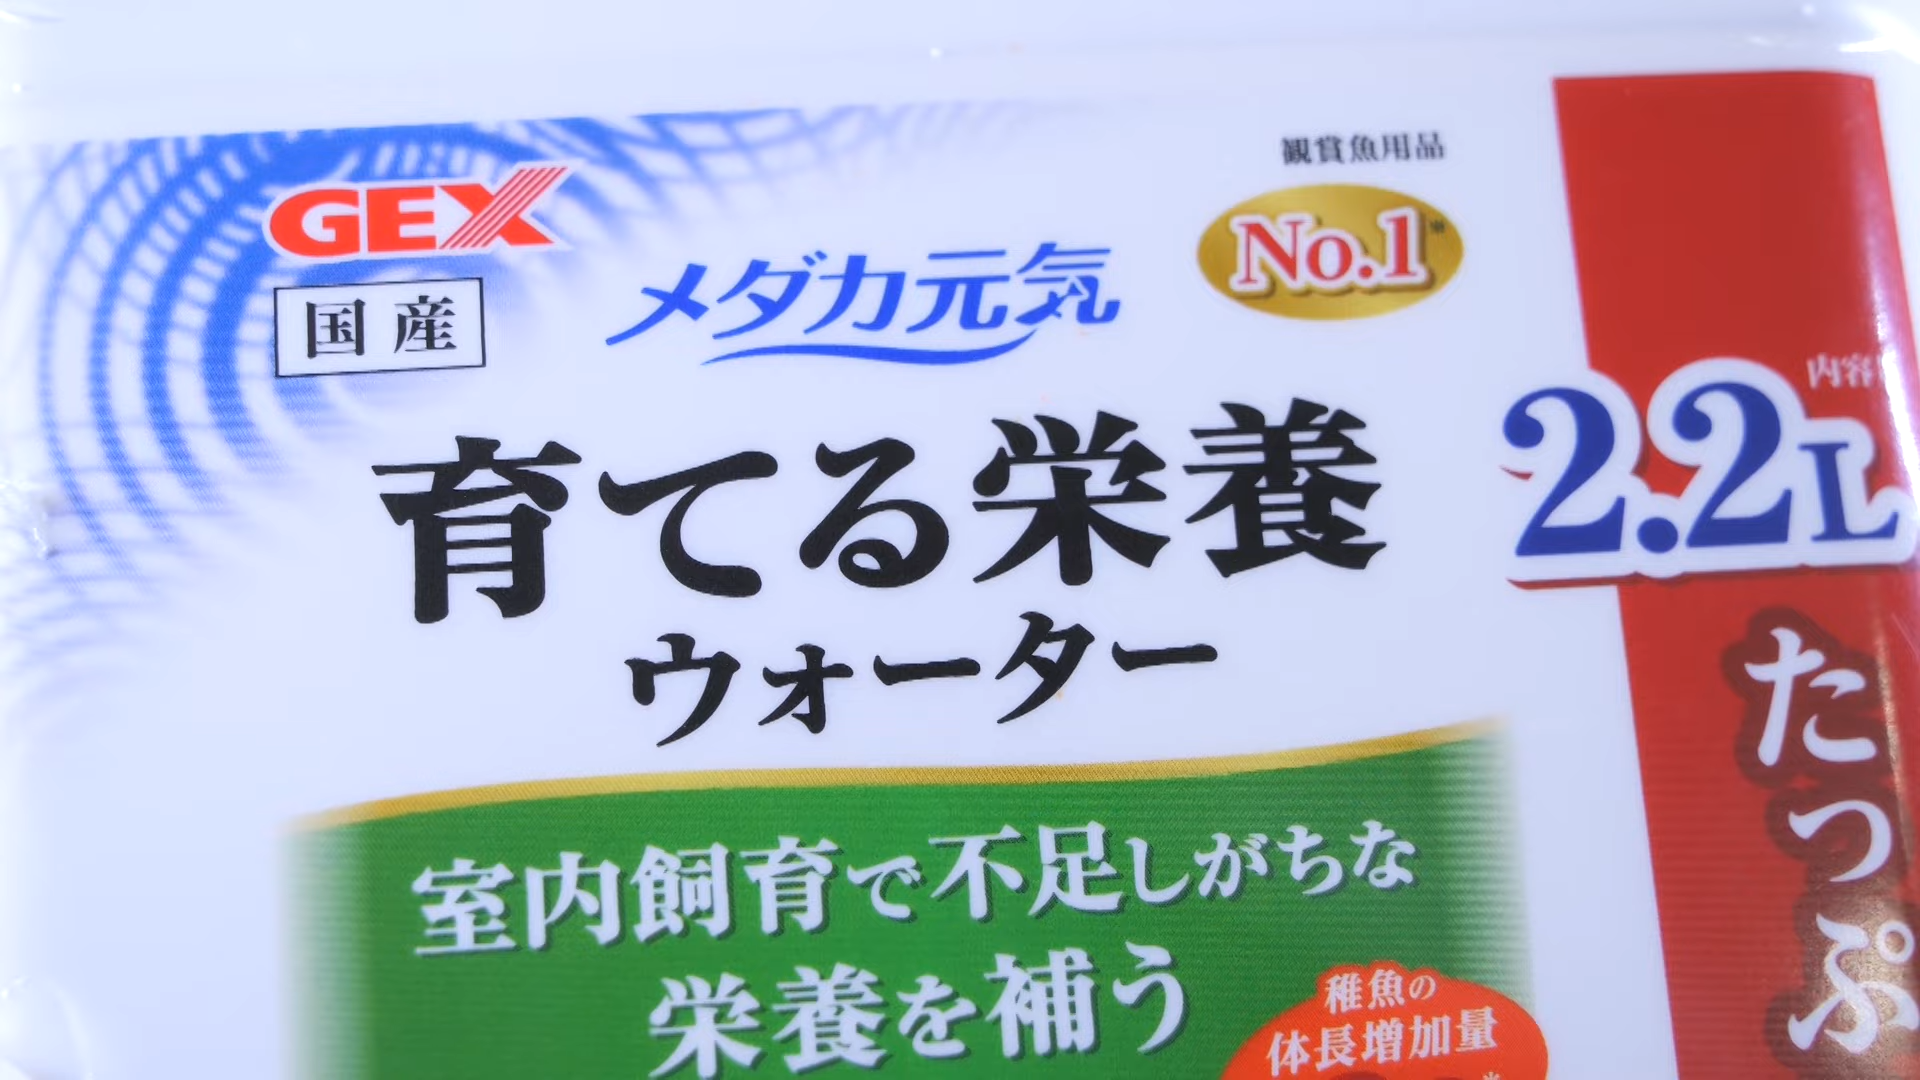 観賞魚用品
GEX
No.1※
国産
メダカ元気
内容
2.2L
育てる栄養
ウォーター
たっぷ
室内飼育で不足しがちな
栄養を補う
稚魚の
体長増加量